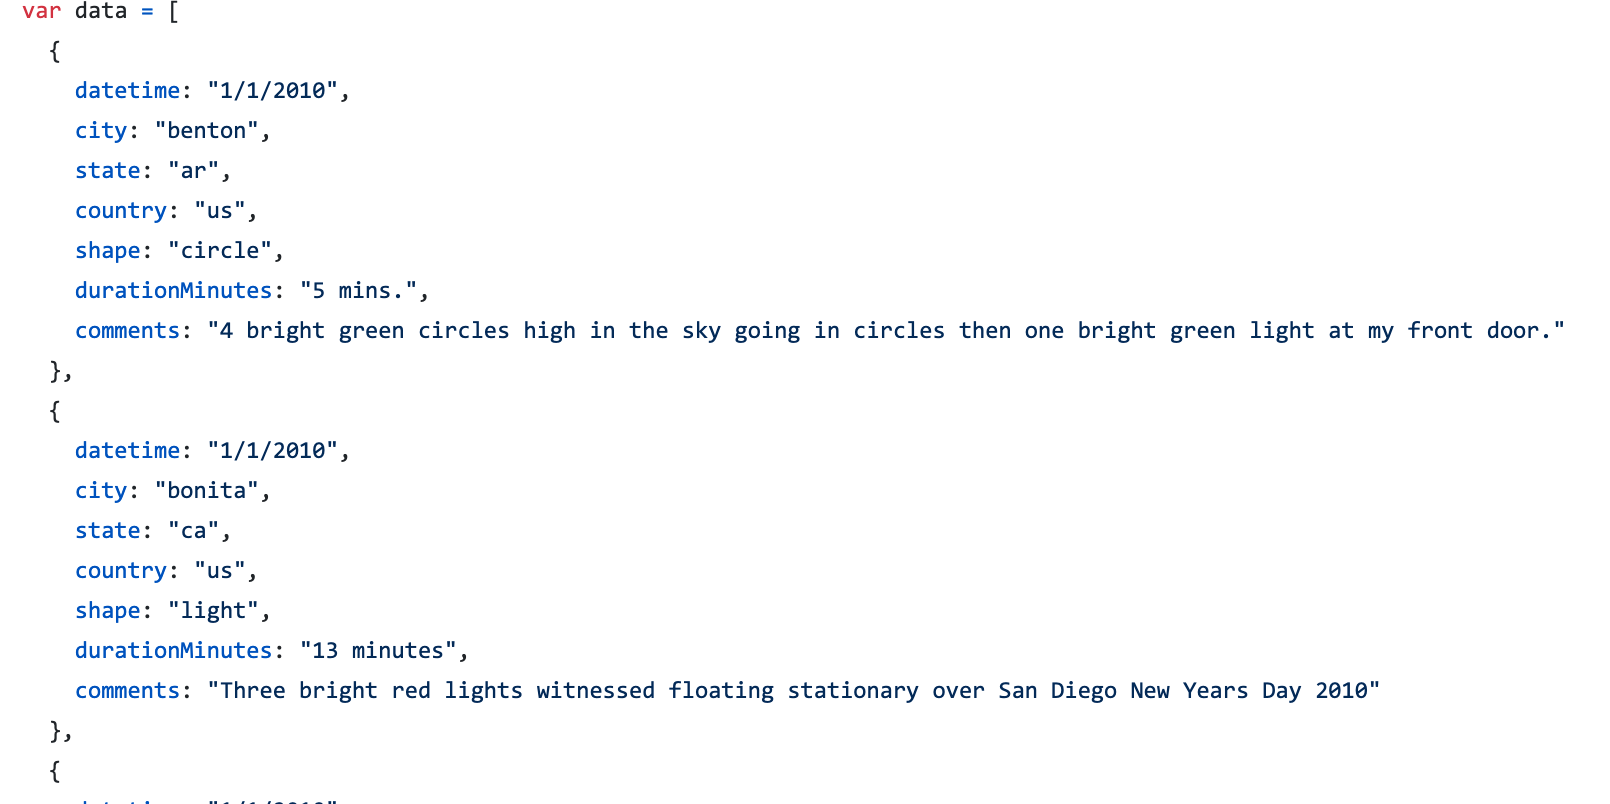 var data = [
  {
    datetime: "1/1/2010",
    city: "benton",
    state: "ar",
    country: "us",
    shape: "circle",
    durationMinutes: "5 mins.",
    comments: "4 bright green circles high in the sky going in circles then one bright green light at my front door."
  },
  {
    datetime: "1/1/2010",
    city: "bonita",
    state: "ca",
    country: "us",
    shape: "light",
    durationMinutes: "13 minutes",
    comments: "Three bright red lights witnessed floating stationary over San Diego New Years Day 2010"
  },
  {